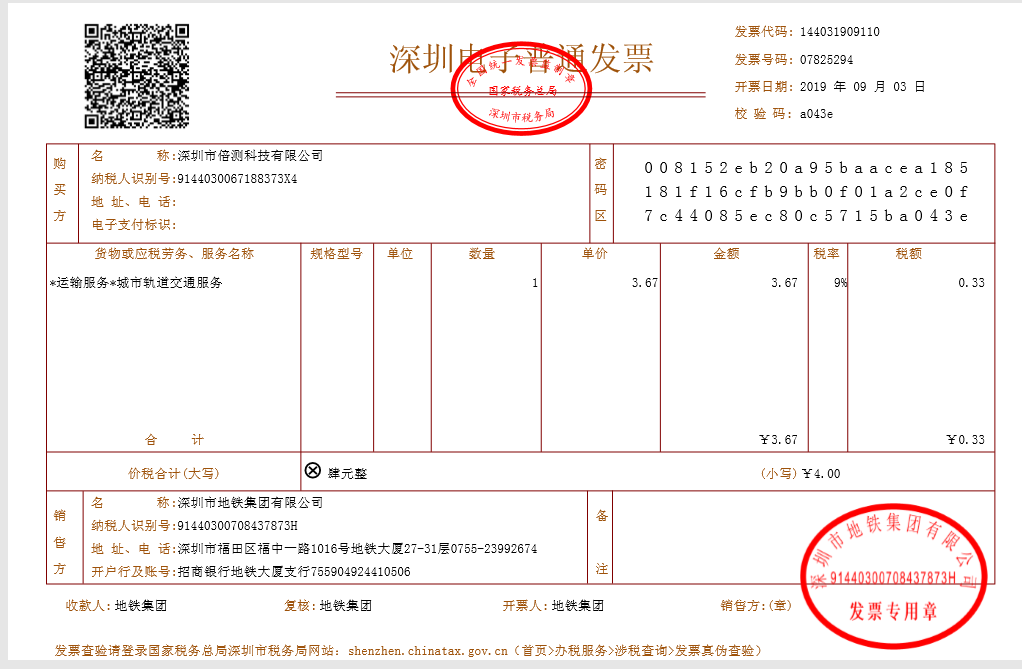 深圳电子普通发票
全国统一发票监制章
国家税务总局
深圳市税务局
发票代码: 144031909110
发票号码: 07825294
开票日期: 2019 年 09 月 03 日
校 验 码: a043e
购买方
名 称:深圳市倍测科技有限公司
纳税人识别号:9144030067188373X4
地 址、电 话:
电子支付标识:
密码区
008152eb20a95baacea185
181f16cfb9bb0f01a2ce0f
7c44085ec80c5715ba043e
货物或应税劳务、服务名称 规格型号 单位 数量 单价 金额 税率 税额
*运输服务*城市轨道交通服务 1 3.67 3.67 9% 0.33
合 计 ¥3.67 ¥0.33
价税合计(大写) ⊗ 肆元整 (小写) ¥4.00
销售方
名 称:深圳市地铁集团有限公司
纳税人识别号:91440300708437873H
地 址、电 话:深圳市福田区福中一路1016号地铁大厦27-31层0755-23992674
开户行及账号:招商银行地铁大厦支行755904924410506
备注
深圳市地铁集团有限公司
91440300708437873H
发票专用章
收款人: 地铁集团 复核: 地铁集团 开票人: 地铁集团 销售方:(章)
发票查验请登录国家税务总局深圳市税务局网站: shenzhen.chinatax.gov.cn (首页>办税服务>涉税查询>发票真伪查验)